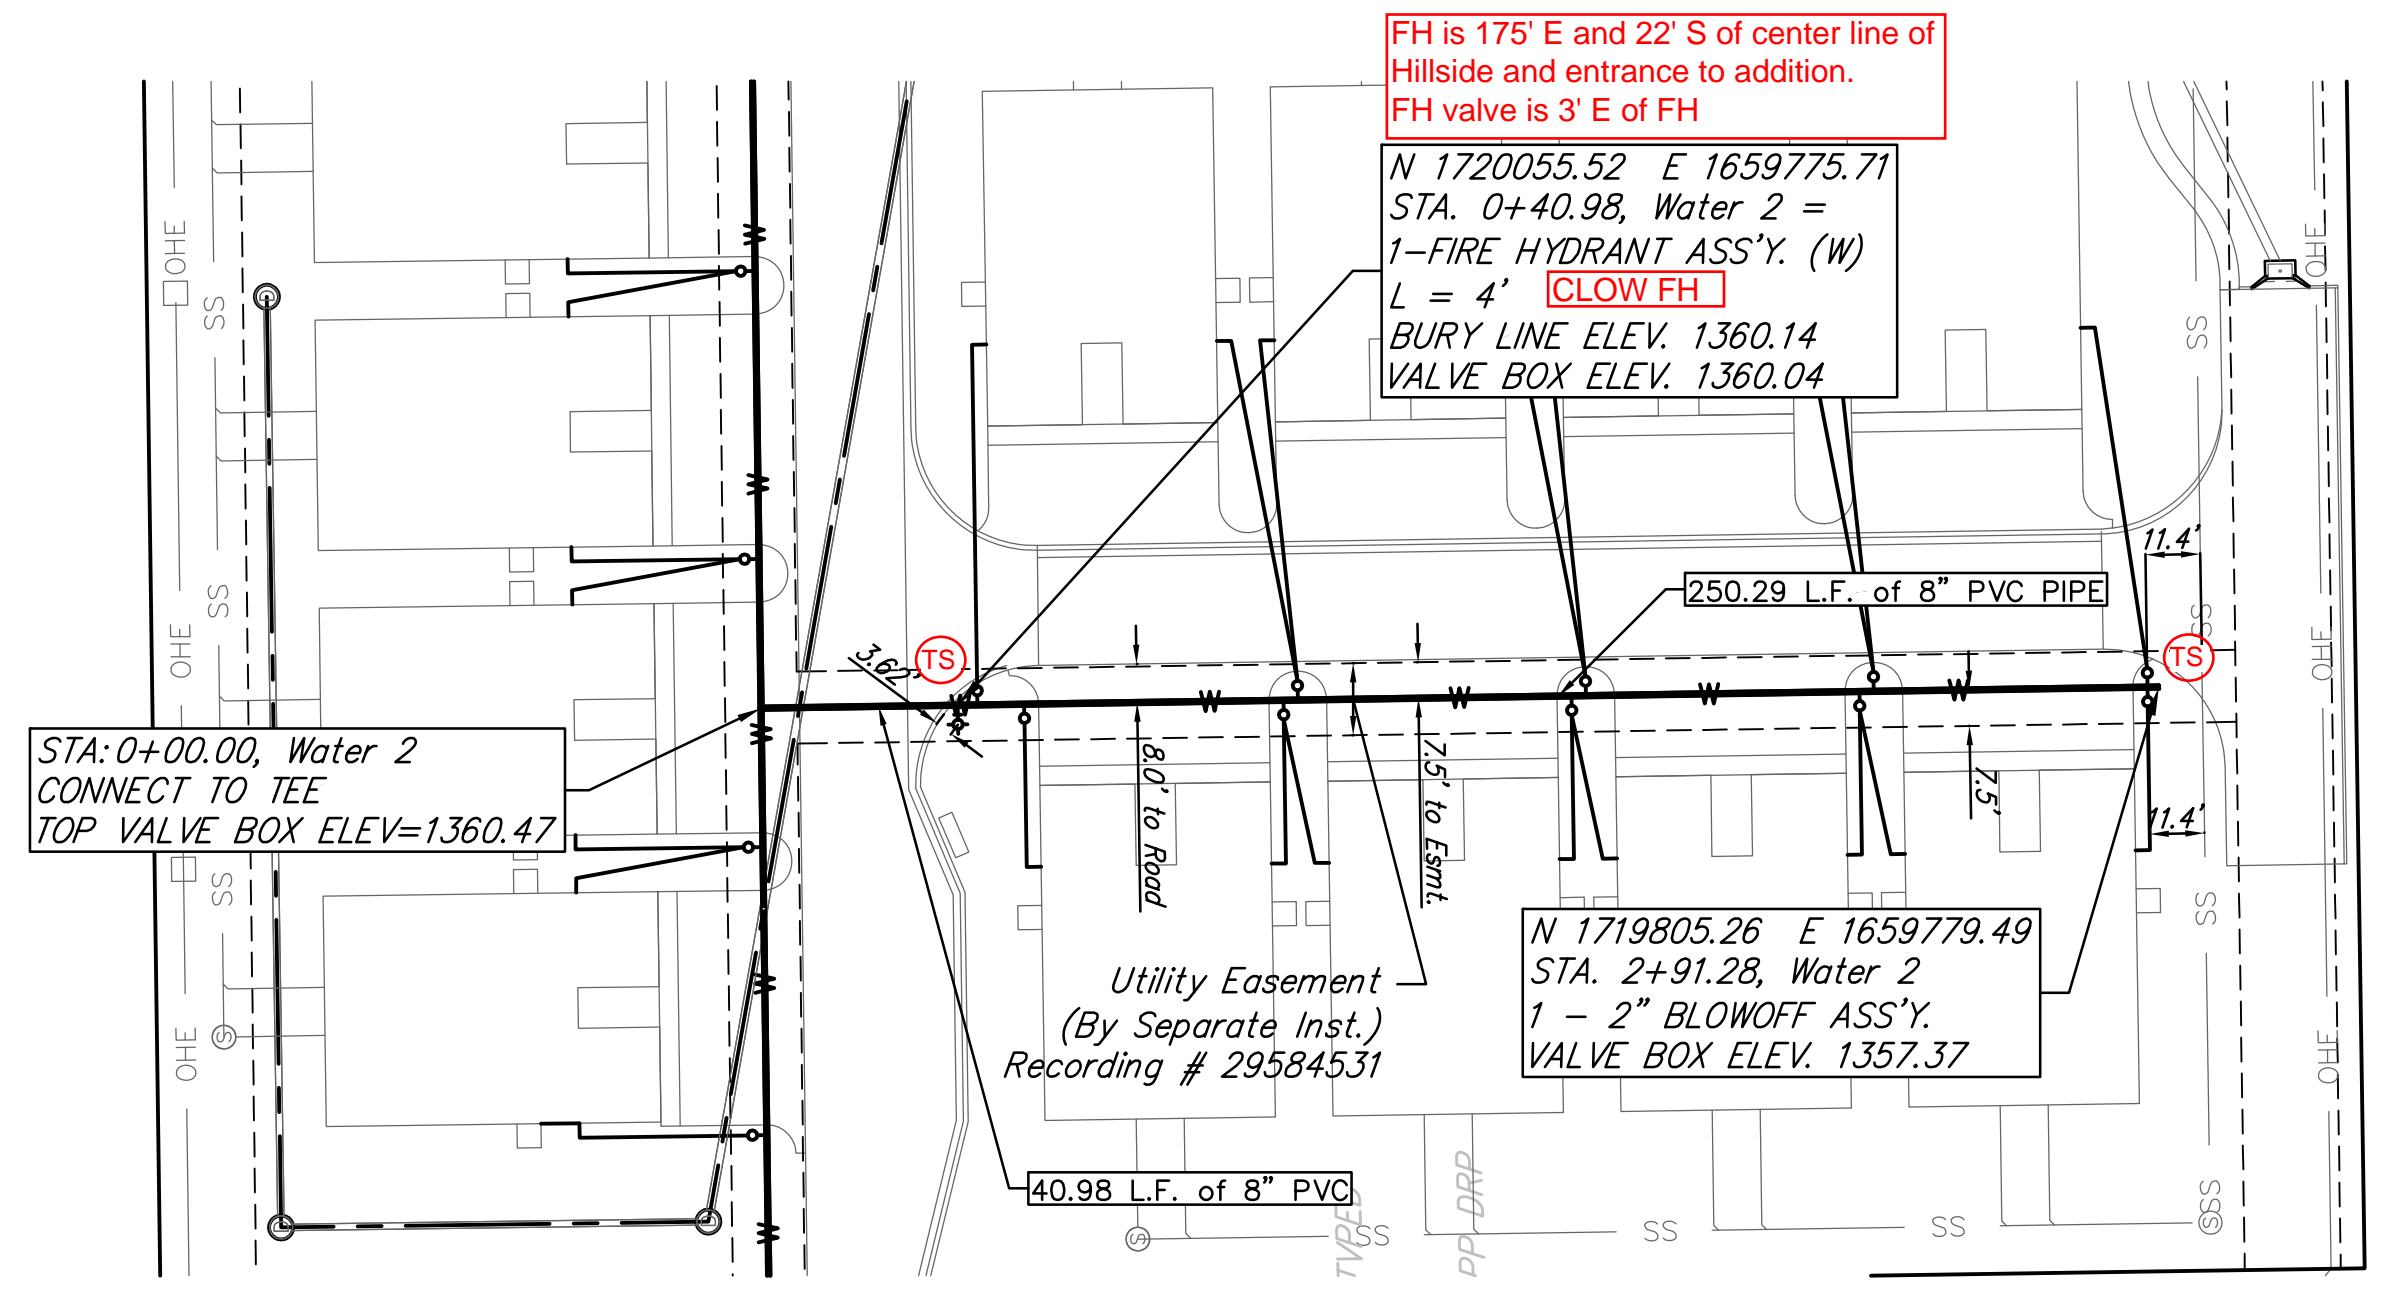 FH is 175' E and 22' S of center line of
Hillside and entrance to addition.
FH valve is 3' E of FH
N 1720055.52 E 1659775.71
STA. 0+40.98, Water 2 =
1-FIRE HYDRANT ASS'Y. (W)
L = 4'
CLOW FH
BURY LINE ELEV. 1360.14
VALVE BOX ELEV. 1360.04
OHE
OHE
SS
SS
W
W
11.4'
250.29 L.F. of 8" PVC PIPE
SS
SS
OHE
OHE
3.62'
TS
TS
W
W
W
W
W
W
STA: 0+00.00, Water 2
CONNECT TO TEE
TOP VALVE BOX ELEV=1360.47
8.0' to Road
7.5' to Esmt.
7.5'
11.4'
SS
SS
N 1719805.26 E 1659779.49
STA. 2+91.28, Water 2
1 - 2" BLOWOFF ASS'Y.
VALVE BOX ELEV. 1357.37
Utility Easement
(By Separate Inst.)
Recording # 29584531
W
S
OHE
OHE
40.98 L.F. of 8" PVC
TVPED
PP DRP
W
S
SS
SS
SS
SS
S